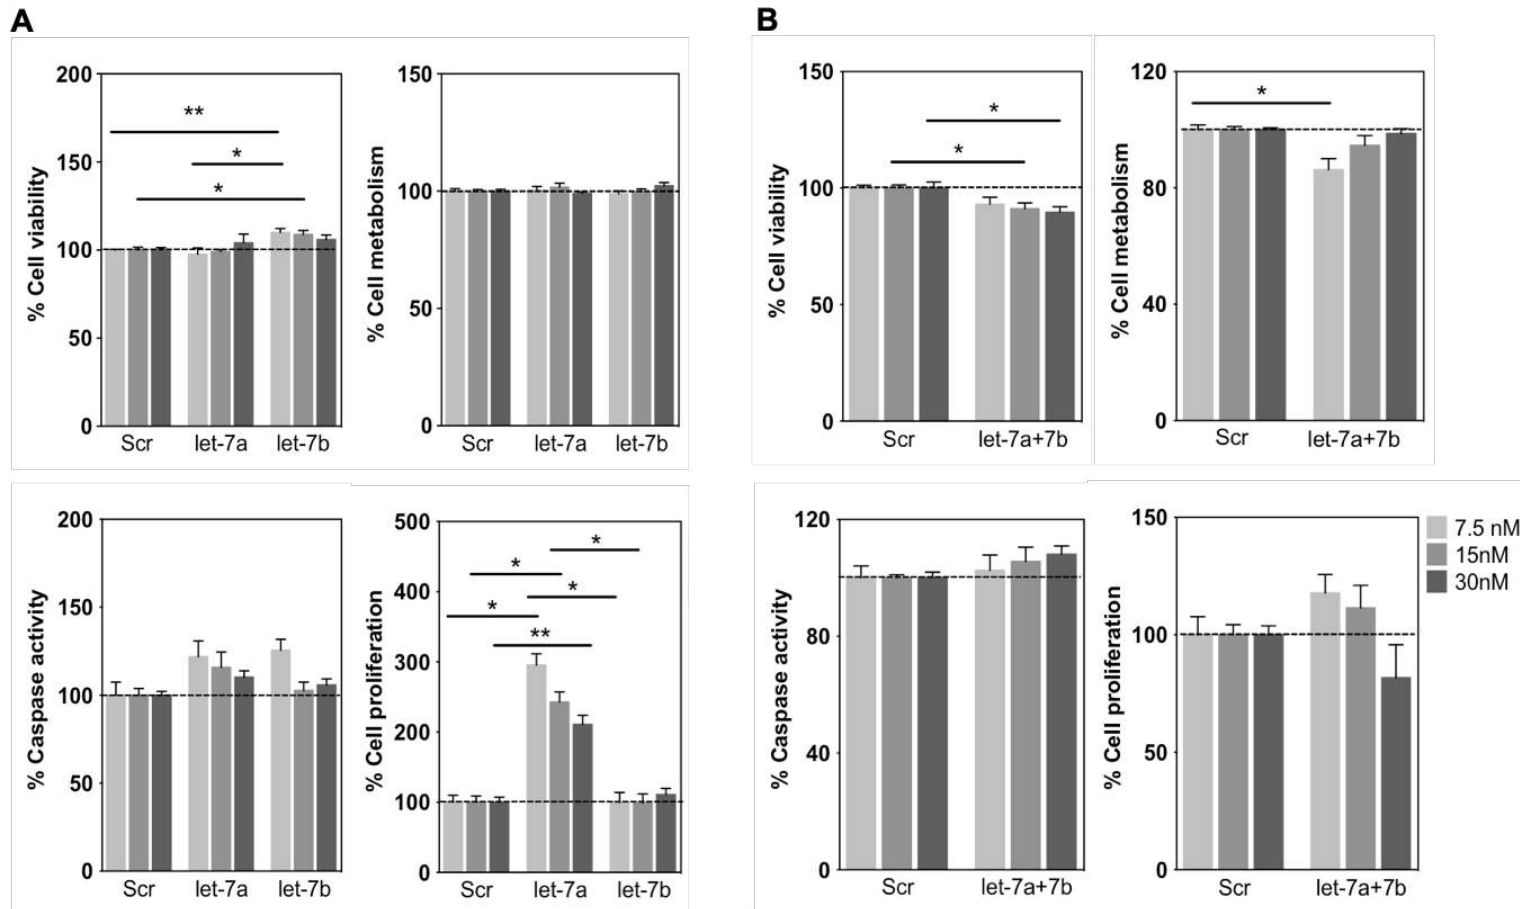 A
% Cell viability
200
150
100
50
0
**
*
*
Scr let-7a let-7b
% Cell metabolism
150
100
50
0
Scr let-7a let-7b
% Caspase activity
200
150
100
50
0
Scr let-7a let-7b
% Cell proliferation
500
400
300
200
100
0
*
*
*
*
**
Scr let-7a let-7b
B
% Cell viability
150
100
50
0
*
*
Scr let-7a+7b
% Cell metabolism
120
80
40
0
*
Scr let-7a+7b
% Caspase activity
120
80
40
0
Scr let-7a+7b
% Cell proliferation
150
100
50
0
Scr let-7a+7b
7.5 nM
15nM
30nM